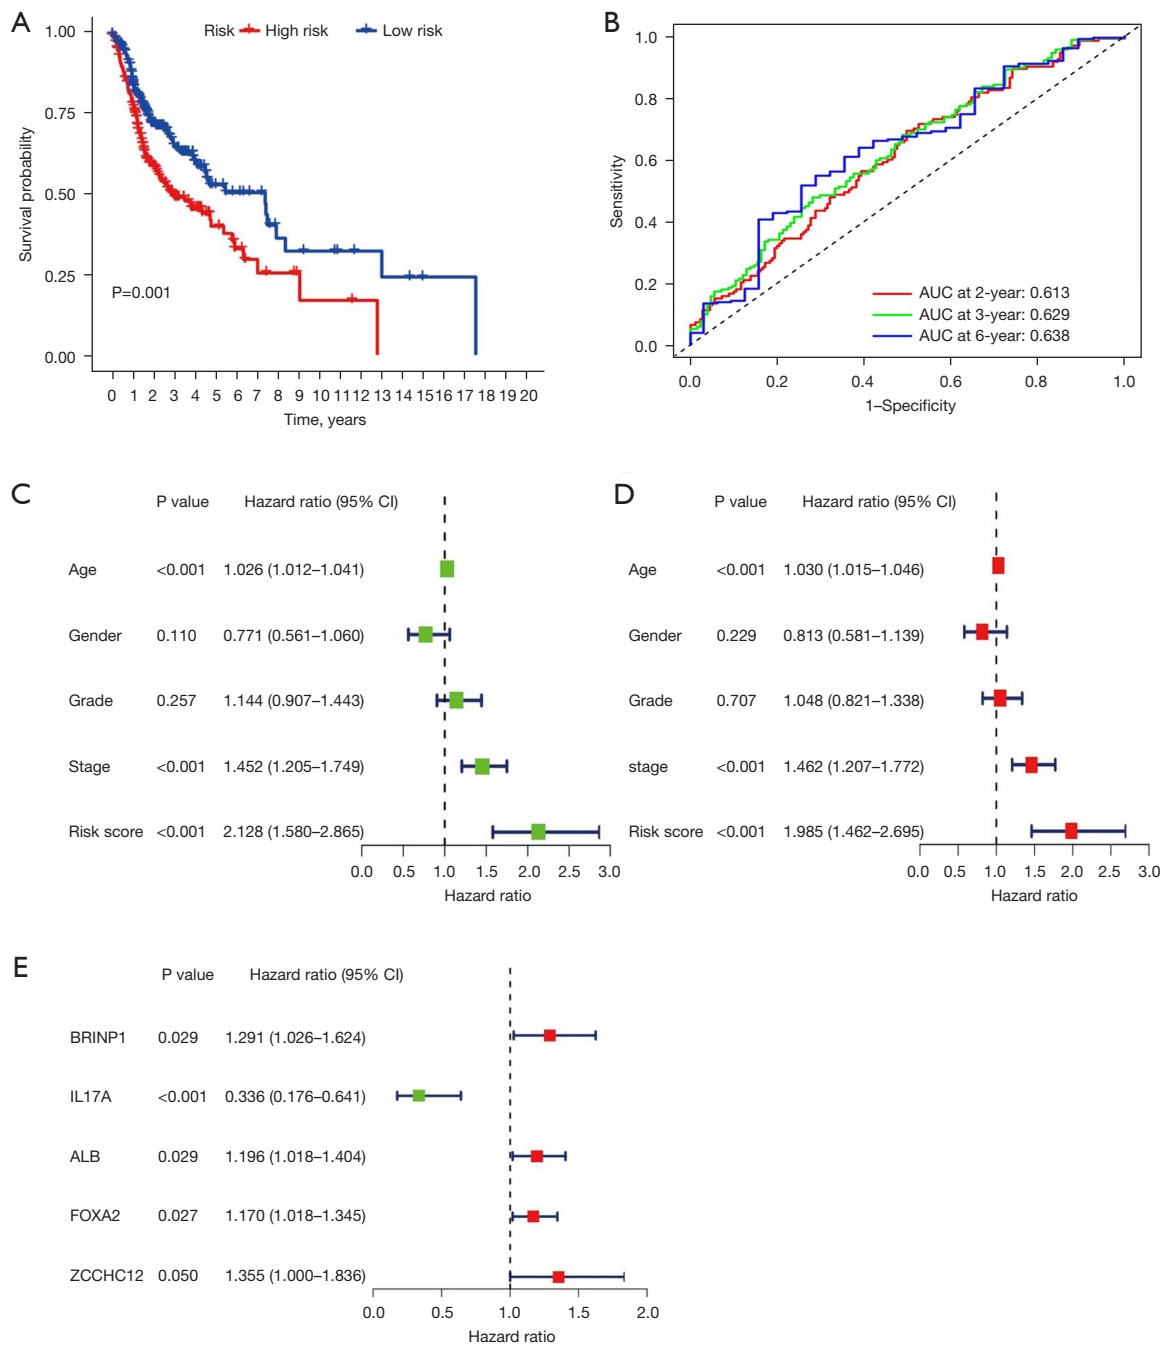 A
Risk High risk Low risk
1.00
0.75
0.50
0.25
0.00
Survival probability
P=0.001
0 1 2 3 4 5 6 7 8 9 10 11 12 13 14 15 16 17 18 19 20
Time, years
B
1.0
0.8
0.6
0.4
0.2
0.0
Sensitivity
AUC at 2-year: 0.613
AUC at 3-year: 0.629
AUC at 6-year: 0.638
0.0 0.2 0.4 0.6 0.8 1.0
1–Specificity
C
P value Hazard ratio (95% CI)
Age <0.001 1.026 (1.012–1.041)
Gender 0.110 0.771 (0.561–1.060)
Grade 0.257 1.144 (0.907–1.443)
Stage <0.001 1.452 (1.205–1.749)
Risk score <0.001 2.128 (1.580–2.865)
0.0 0.5 1.0 1.5 2.0 2.5 3.0
Hazard ratio
D
P value Hazard ratio (95% CI)
Age <0.001 1.030 (1.015–1.046)
Gender 0.229 0.813 (0.581–1.139)
Grade 0.707 1.048 (0.821–1.338)
stage <0.001 1.462 (1.207–1.772)
Risk score <0.001 1.985 (1.462–2.695)
0.0 0.5 1.0 1.5 2.0 2.5 3.0
Hazard ratio
E
P value Hazard ratio (95% CI)
BRINP1 0.029 1.291 (1.026–1.624)
IL17A <0.001 0.336 (0.176–0.641)
ALB 0.029 1.196 (1.018–1.404)
FOXA2 0.027 1.170 (1.018–1.345)
ZCCHC12 0.050 1.355 (1.000–1.836)
0.0 0.5 1.0 1.5 2.0
Hazard ratio